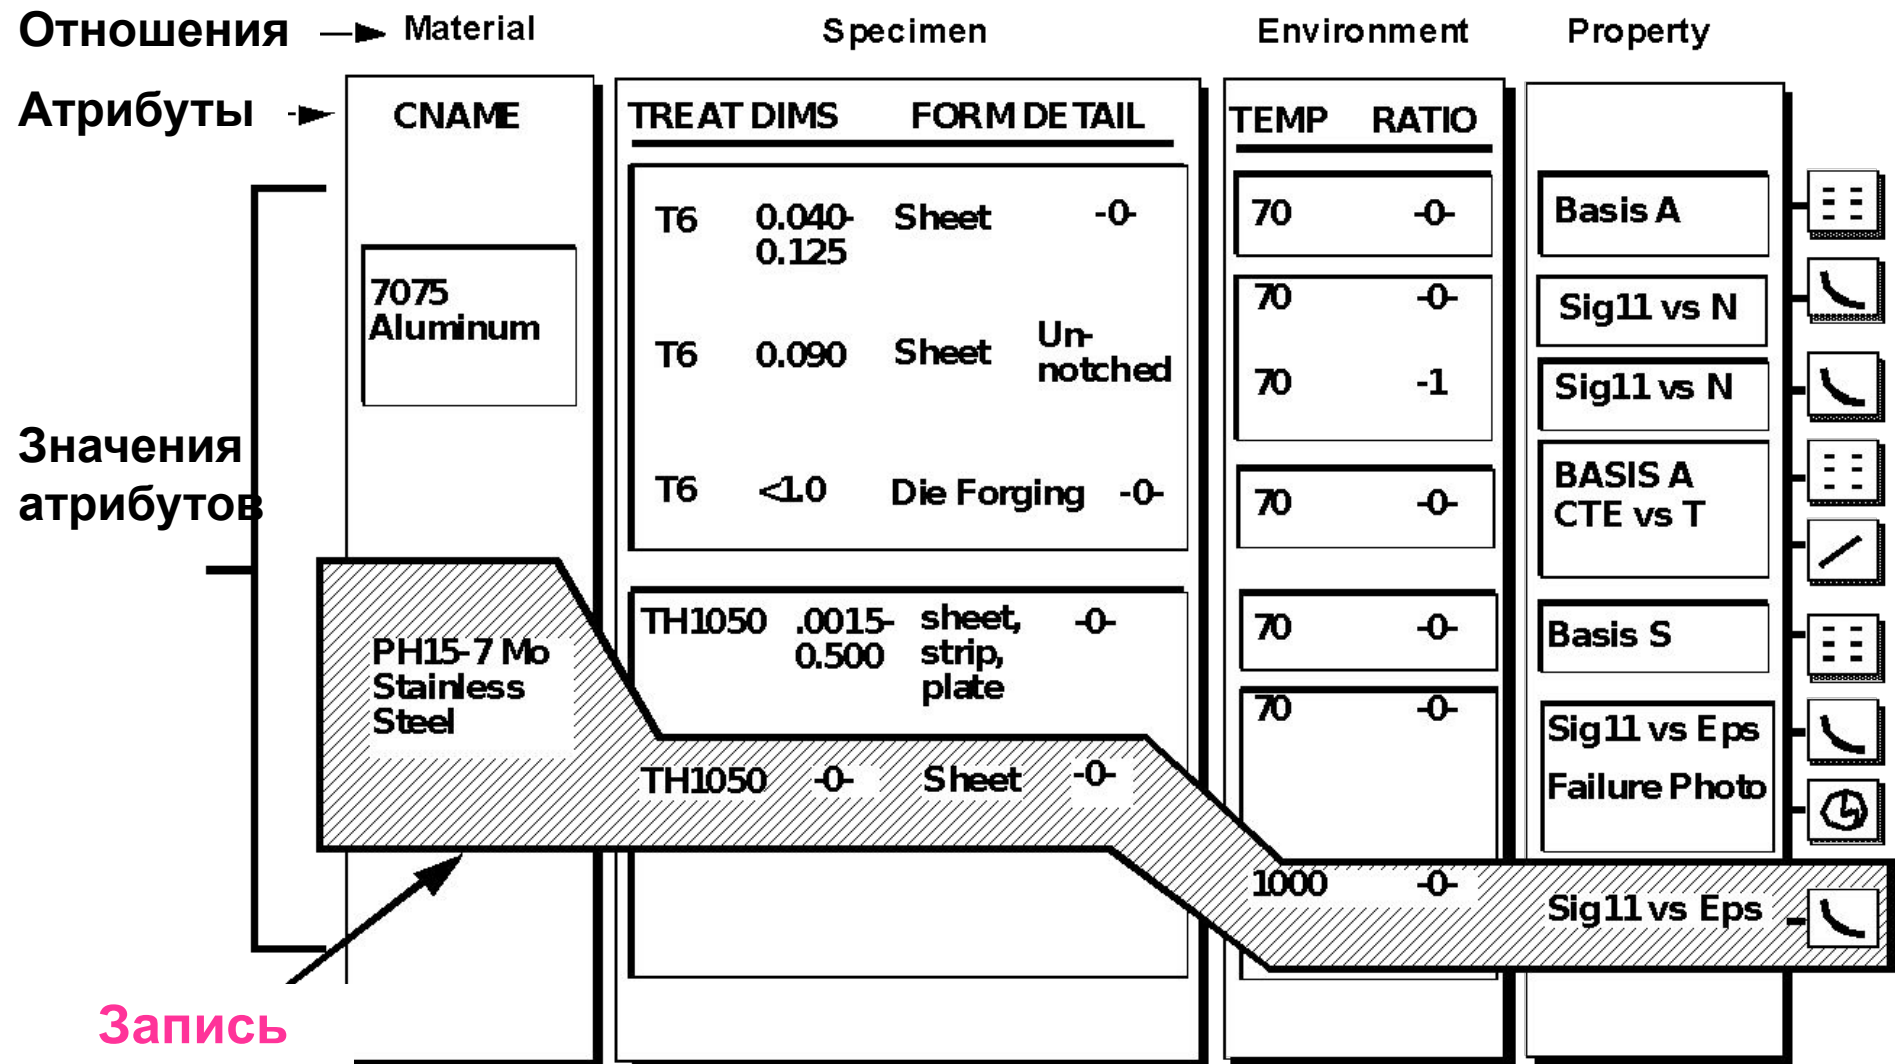 Отношения Material Specimen Environment Property
Атрибуты CNAME TREAT DIMS FORM DETAIL TEMP RATIO
T6 0.040- Sheet -0- 70 -0- Basis A
0.125
7075 70 -0- Sig11 vs N
Aluminum
T6 0.090 Sheet Un-
notched
70 -1 Sig11 vs N
Значения
атрибутов
T6 <1.0 Die Forging -0- 70 -0- BASIS A
CTE vs T
PH15-7 Mo
Stainless
Steel
TH1050 .0015- sheet, -0- 70 -0- Basis S
0.500 strip,
plate
70 -0- Sig11 vs Eps
Failure Photo
TH1050 -0- Sheet -0-
1000 -0- Sig11 vs Eps
Запись